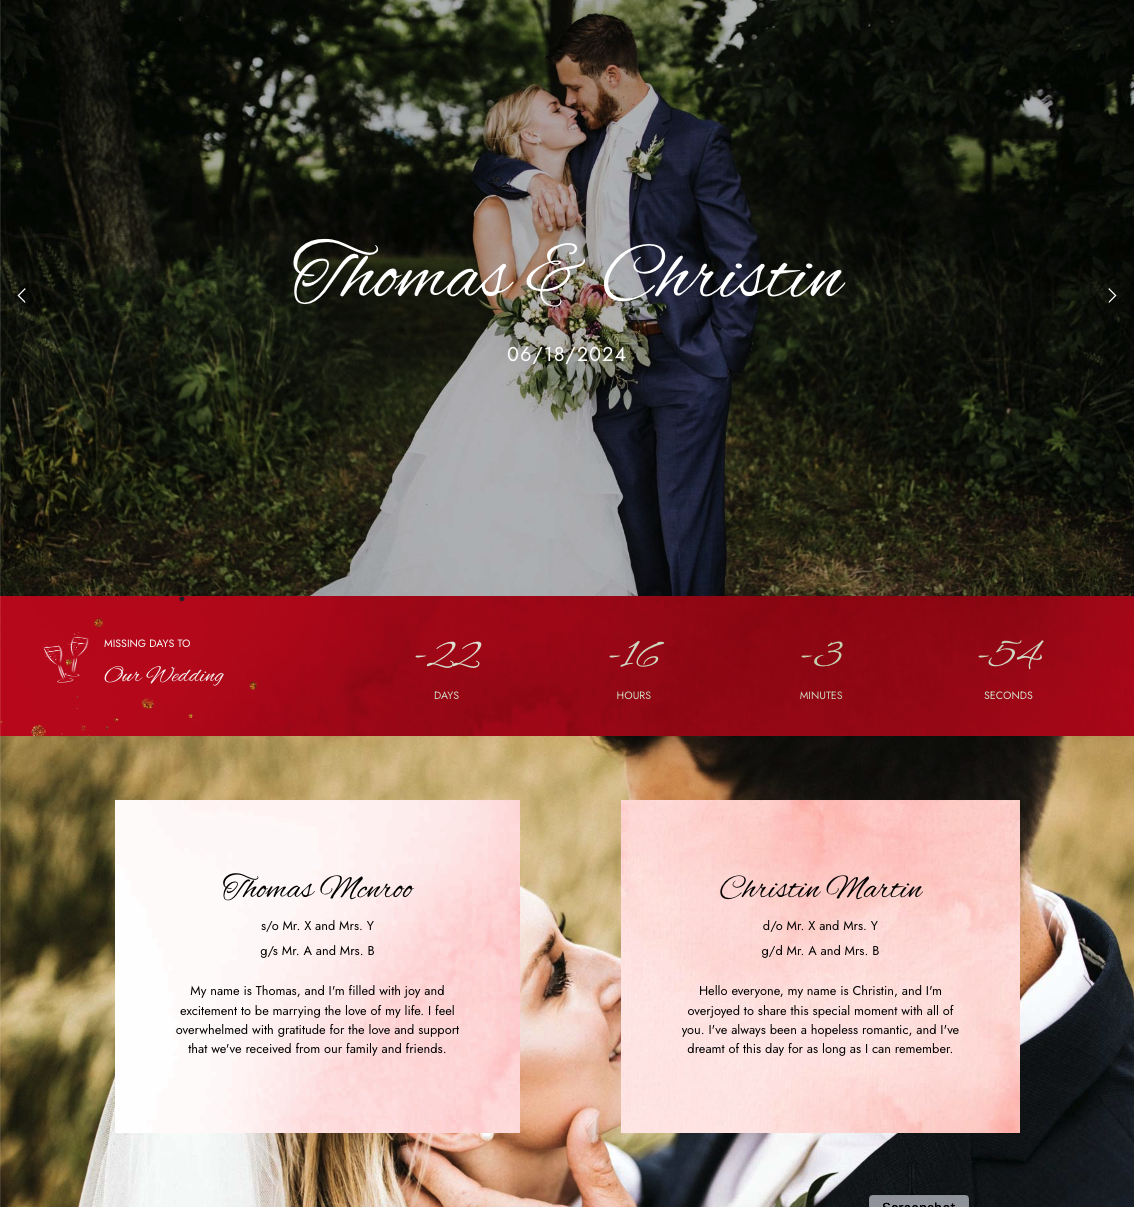 Thomas & Christin
06/18/2024
MISSING DAYS TO
Our Wedding
-22
DAYS
-16
HOURS
-3
MINUTES
-54
SECONDS
Thomas Mcnroo
s/o Mr. X and Mrs. Y
g/s Mr. A and Mrs. B
My name is Thomas, and I'm filled with joy and
excitement to be marrying the love of my life. I feel
overwhelmed with gratitude for the love and support
that we've received from our family and friends.
Christin Martin
d/o Mr. X and Mrs. Y
g/d Mr. A and Mrs. B
Hello everyone, my name is Christin, and I'm
overjoyed to share this special moment with all of
you. I've always been a hopeless romantic, and I've
dreamt of this day for as long as I can remember.
Screenshot